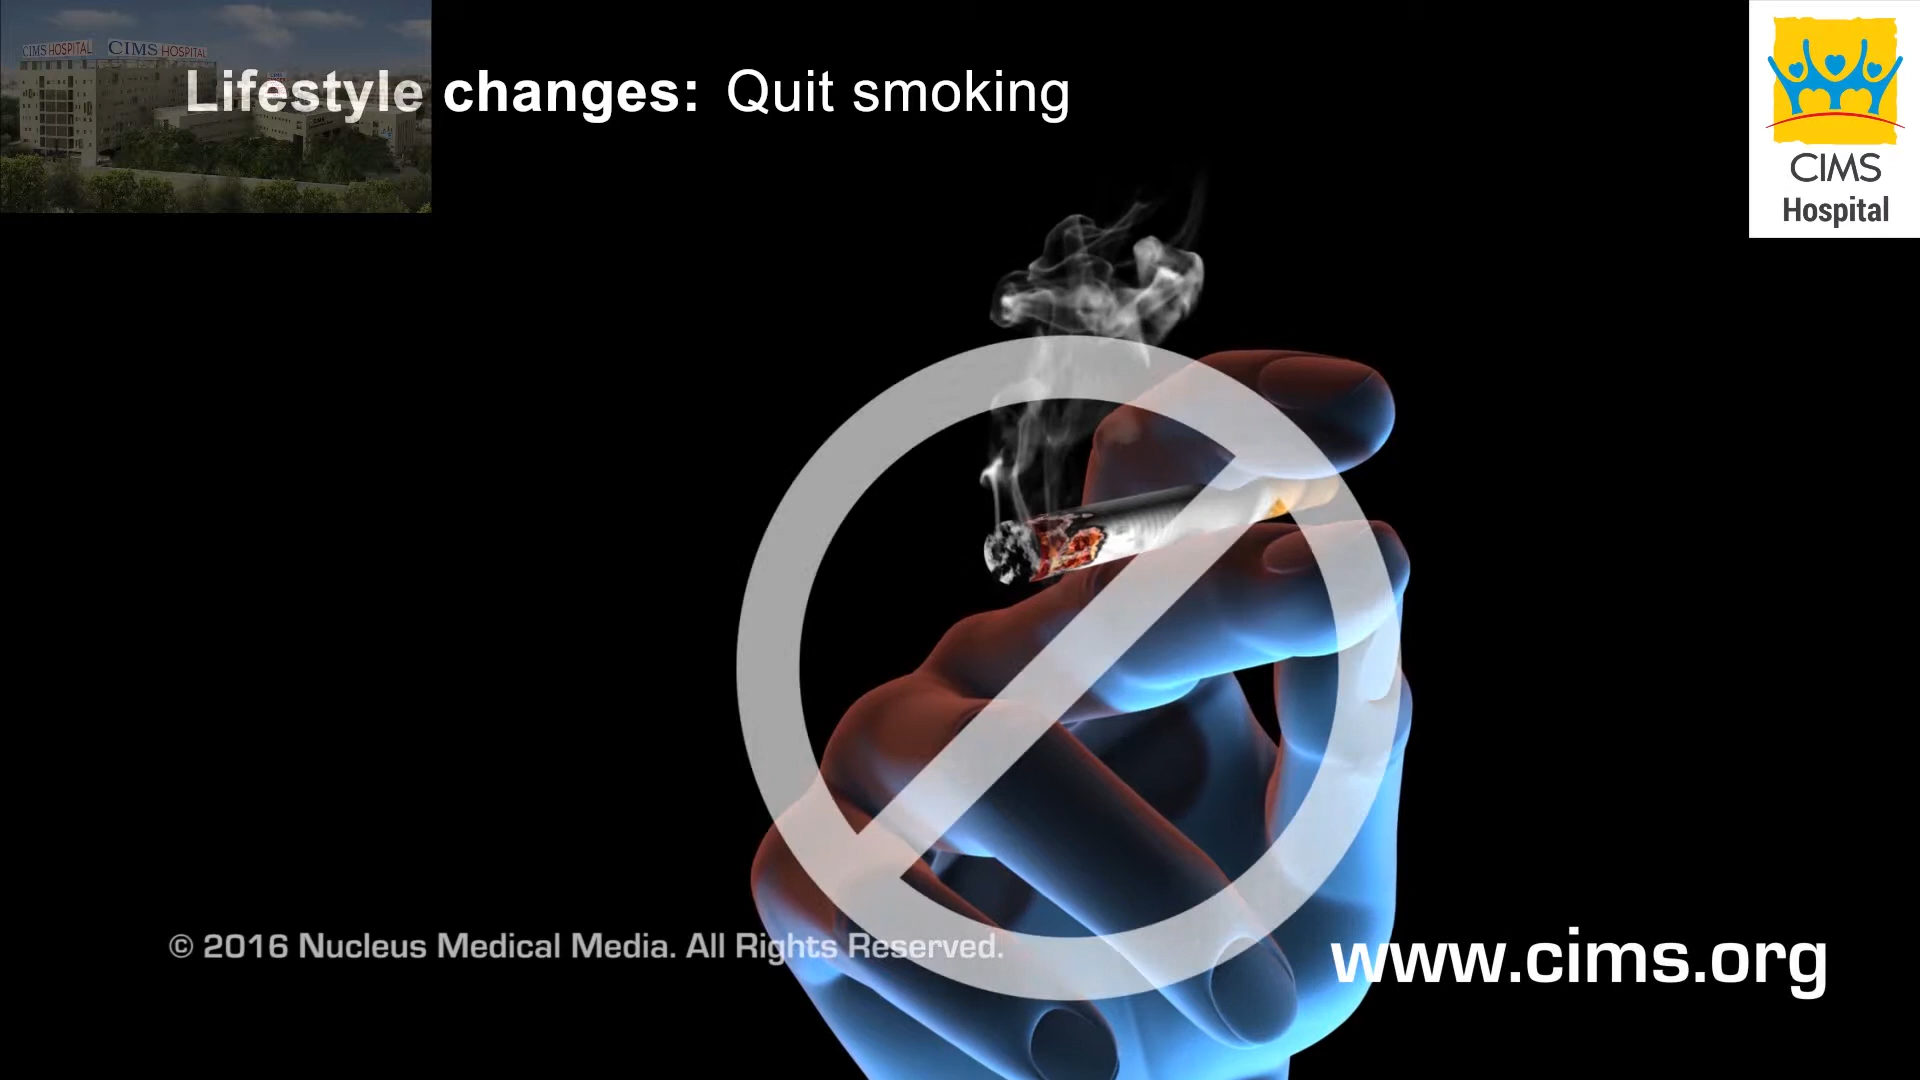 CIMS HOSPITAL CIMS HOSPITAL
Lifestyle changes: Quit smoking
CIMS
Hospital
© 2016 Nucleus Medical Media. All Rights Reserved.
www.cims.org